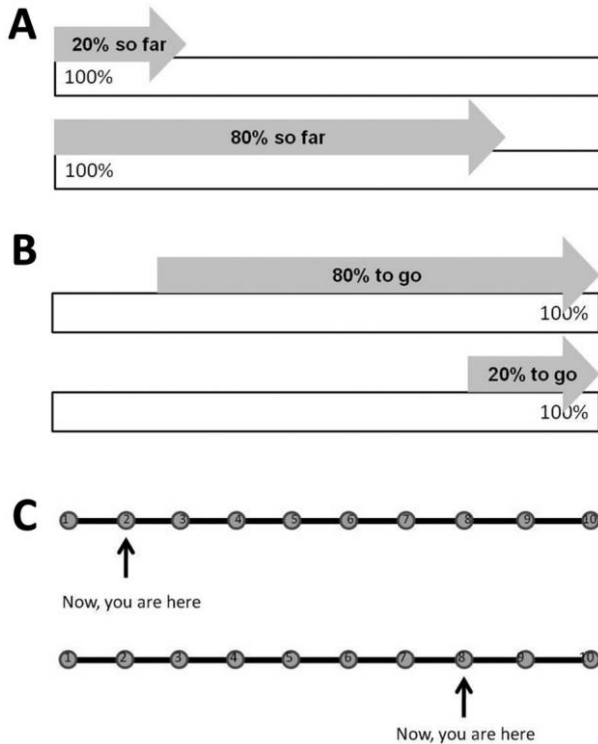 A
20% so far
100%
80% so far
100%
B
80% to go
100%
20% to go
100%
C
1 2 3 4 5 6 7 8 9 10
Now, you are here
1 2 3 4 5 6 7 8 9 10
Now, you are here